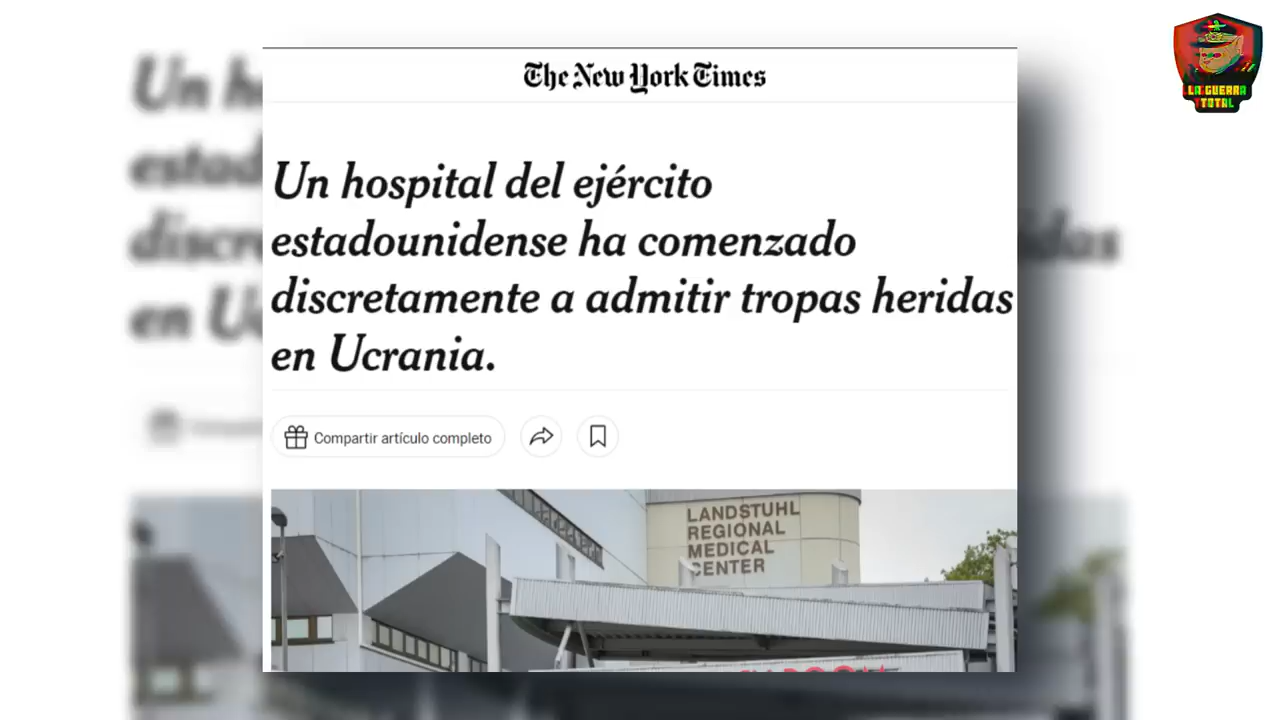 The New York Times
LA GUERRA
TOTAL
Un hospital del ejército
estadounidense ha comenzado
discretamente a admitir tropas heridas
en Ucrania.
Compartir artículo completo
LANDSTUHL
REGIONAL
MEDICAL
CENTER